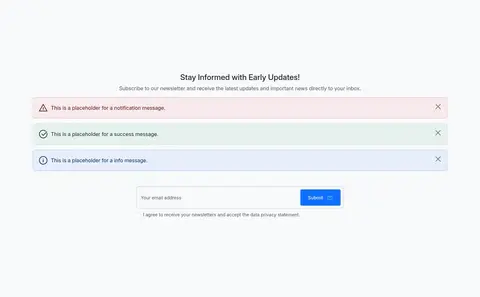 Stay Informed with Early Updates!
Subscribe to our newsletter and receive the latest updates and important news directly to your inbox.
This is a placeholder for a notification message.
This is a placeholder for a success message.
This is a placeholder for a info message.
Your email address
Submit
I agree to receive your newsletters and accept the data privacy statement.